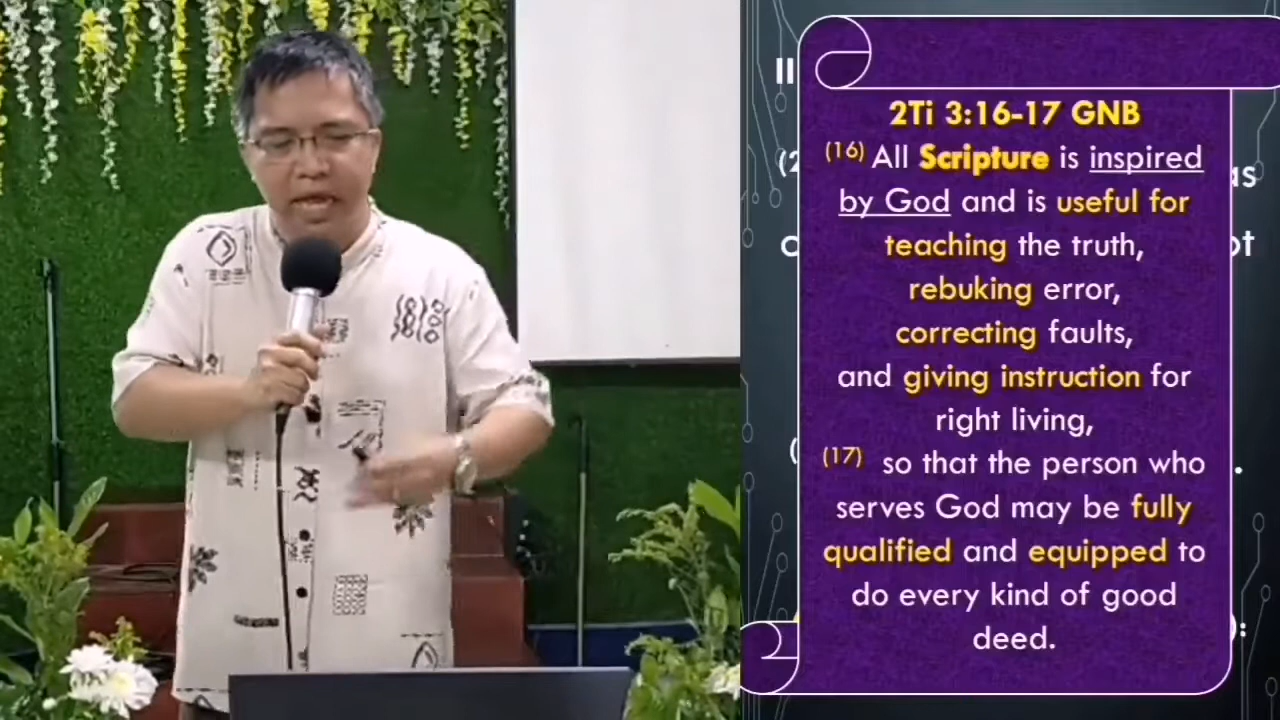 2Ti 3:16-17 GNB
(16) All Scripture is inspired
by God and is useful for
teaching the truth,
rebuking error,
correcting faults,
and giving instruction for
right living,
(17) so that the person who
serves God may be fully
qualified and equipped to
do every kind of good
deed.